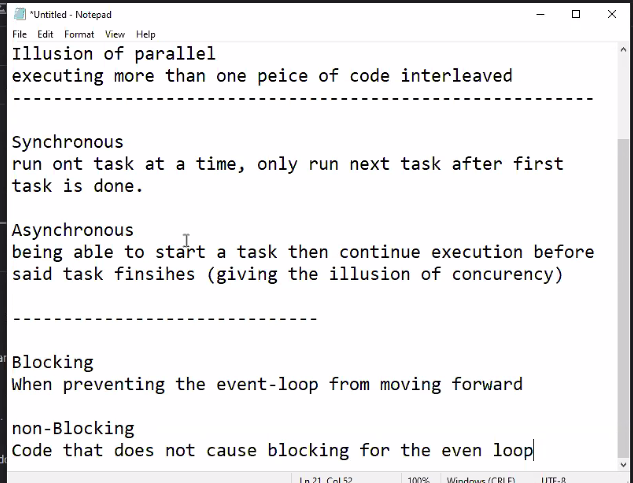 *Untitled - Notepad
File Edit Format View Help
Illusion of parallel
executing more than one peice of code interleaved
---------------------------------------------------------
Synchronous
run ont task at a time, only run next task after first
task is done.
Asynchronous
being able to start a task then continue execution before
said task finsihes (giving the illusion of concurency)
------------------------------
Blocking
When preventing the event-loop from moving forward
non-Blocking
Code that does not cause blocking for the even loop
Ln 21, Col 52 100% Windows (CRLF) UTF-8